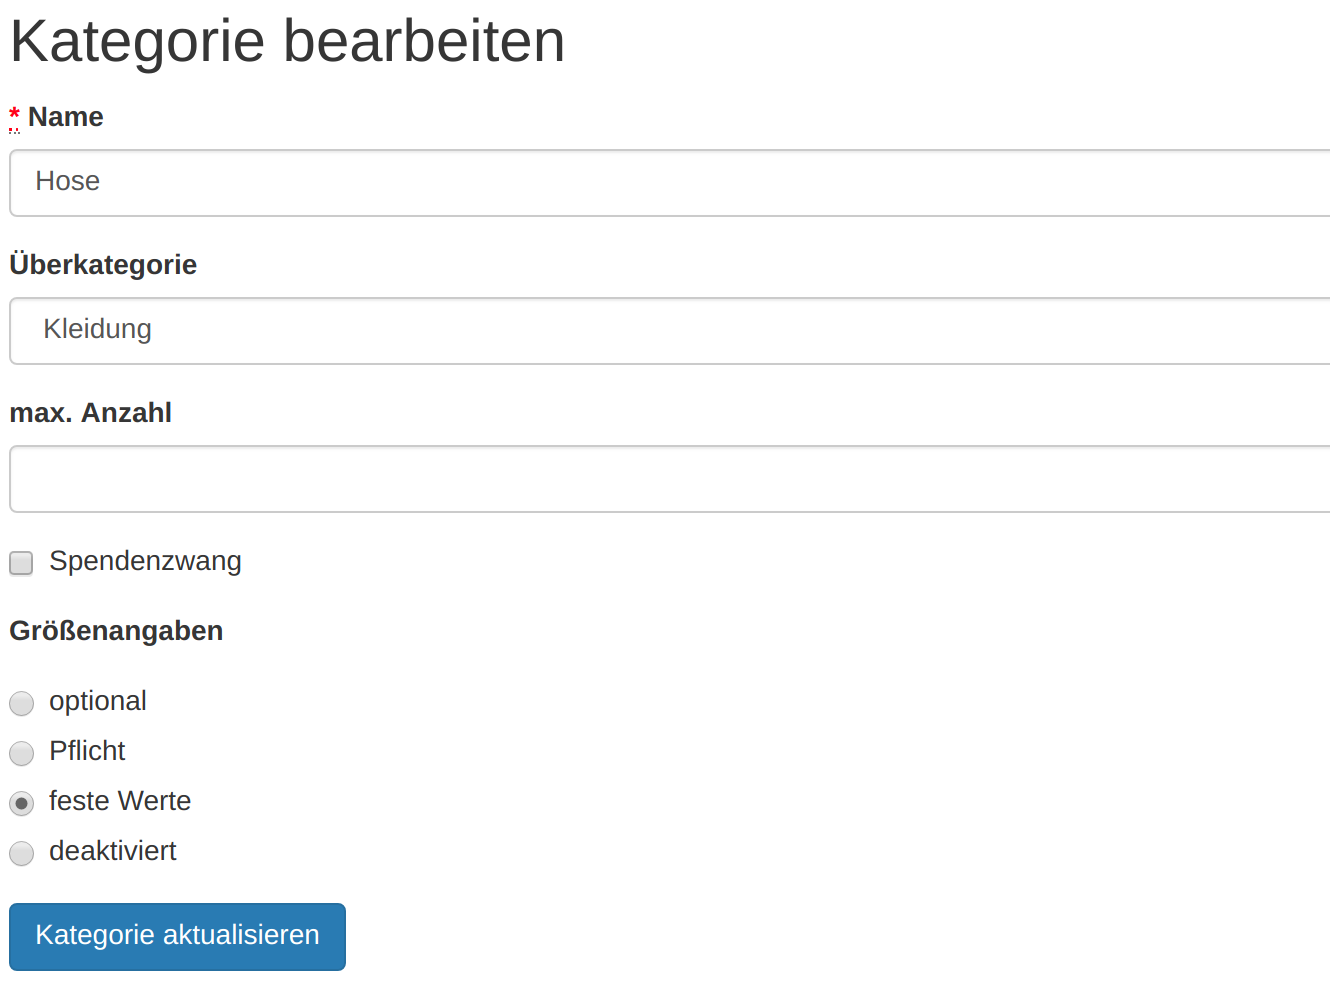 Kategorie bearbeiten
* Name
Hose
Überkategorie
Kleidung
max. Anzahl
Spendenzwang
Größenangaben
optional
Pflicht
feste Werte
deaktiviert
Kategorie aktualisieren